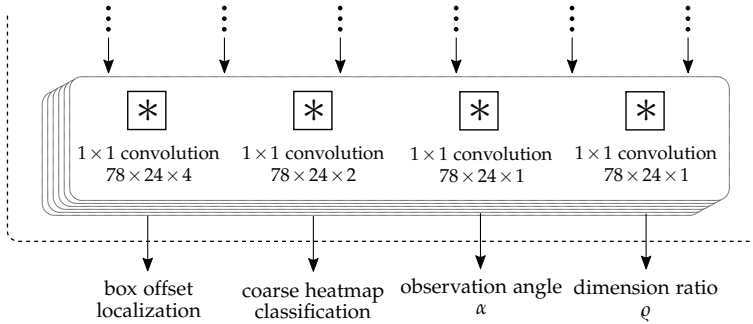 1 × 1 convolution
78 × 24 × 4
1 × 1 convolution
78 × 24 × 2
1 × 1 convolution
78 × 24 × 1
1 × 1 convolution
78 × 24 × 1
box offset
localization
coarse heatmap
classification
observation angle
α
dimension ratio
ϱ